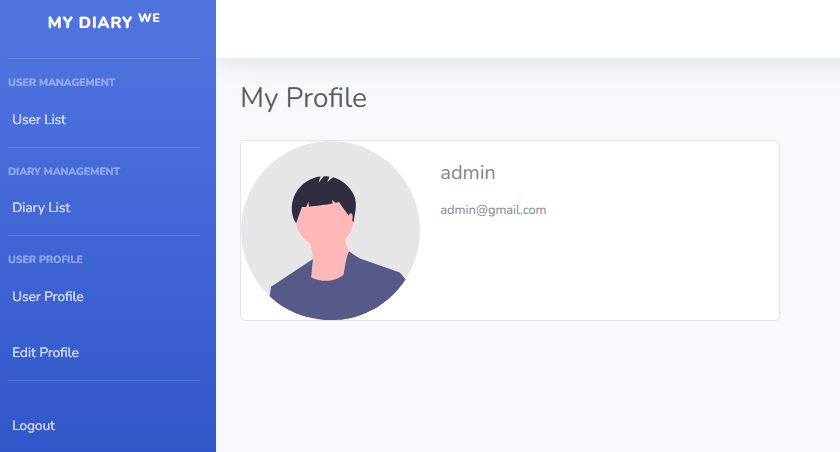 MY DIARY WE
USER MANAGEMENT
User List
DIARY MANAGEMENT
Diary List
USER PROFILE
User Profile
Edit Profile
Logout
My Profile
admin
admin@gmail.com